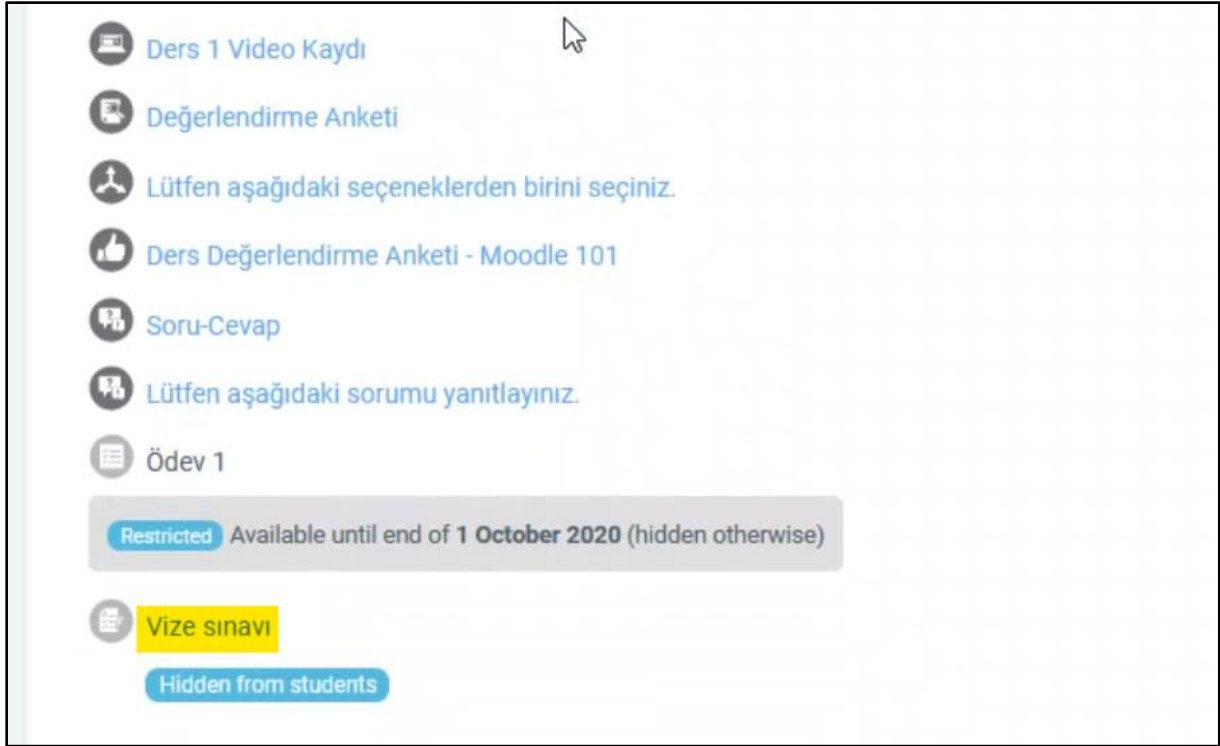 Ders 1 Video Kaydı
Değerlendirme Anketi
Lütfen aşağıdaki seçeneklerden birini seçiniz.
Ders Değerlendirme Anketi - Moodle 101
Soru-Cevap
Lütfen aşağıdaki sorumu yanıtlayınız.
Ödev 1
Restricted Available until end of 1 October 2020 (hidden otherwise)
Vize sınavı
Hidden from students